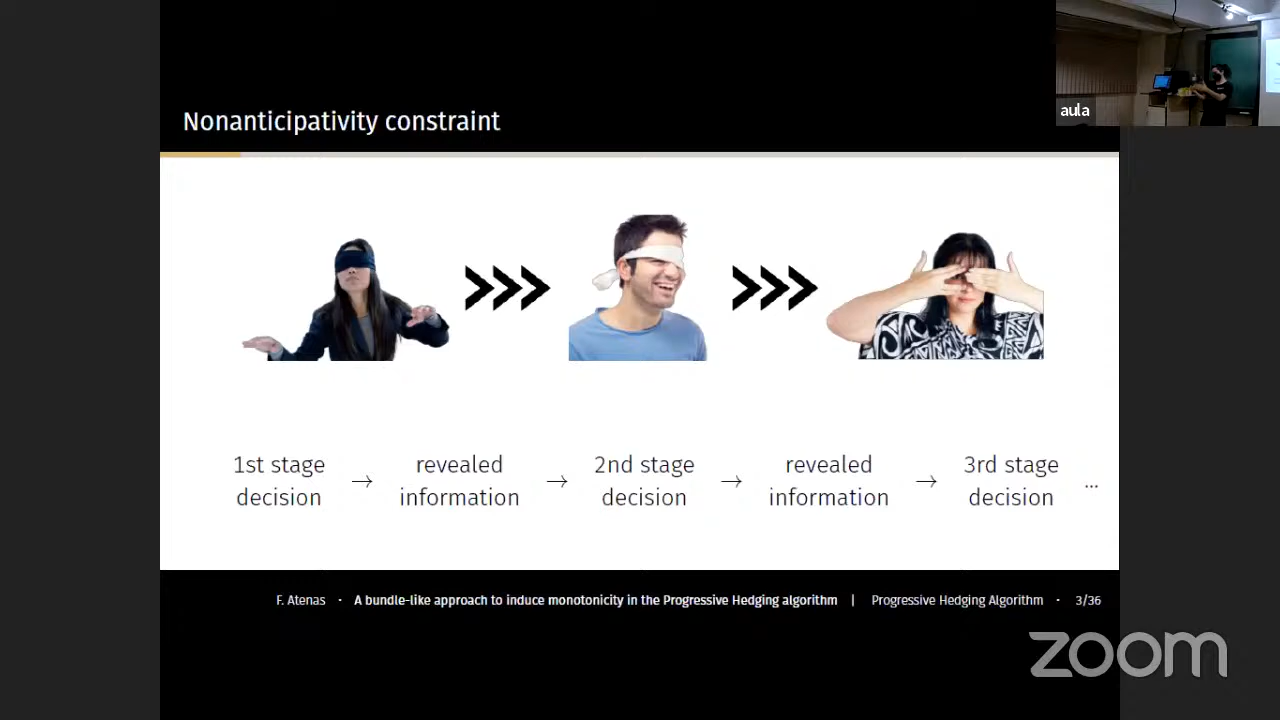 aula
Nonanticipativity constraint
1st stage decision → revealed information → 2nd stage decision → revealed information → 3rd stage decision ...
F. Atenas · A bundle-like approach to induce monotonicity in the Progressive Hedging algorithm | Progressive Hedging Algorithm · 3/36
zoom